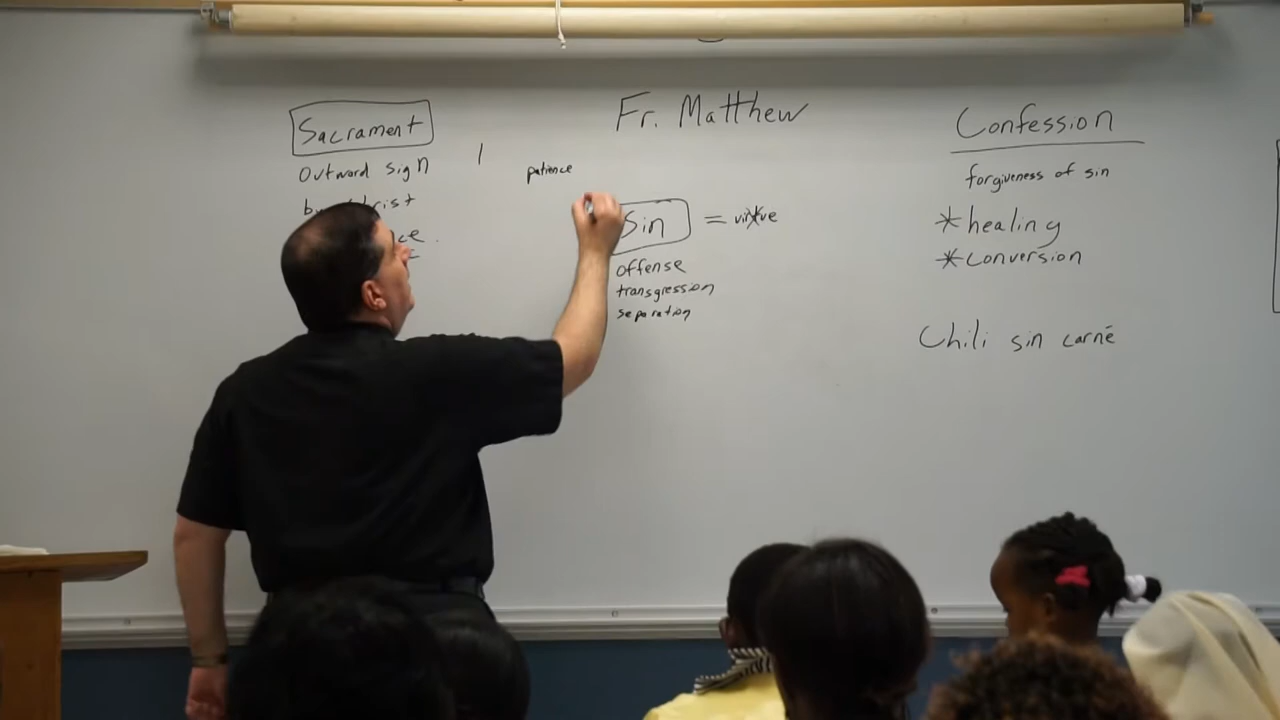 Sacrament
Outward sign
Fr. Matthew
patience
Sin
=
offense
transgression
separation
Confession
forgiveness of sin
*healing
*conversion
Chili sin carne